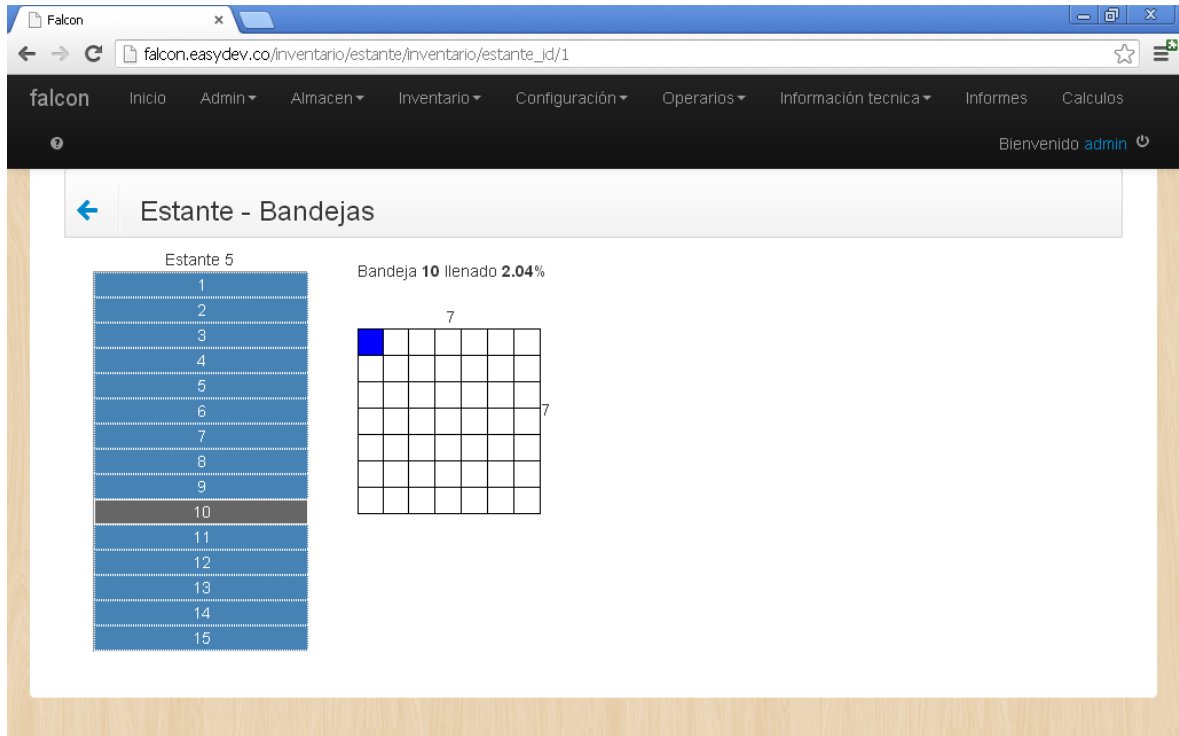 Falcon
falcon.easydev.co/inventario/estante/inventario/estante_id/1
falcon Inicio Admin Almacen Inventario Configuración Operarios Información tecnica Informes Calculos
Bienvenido admin
Estante - Bandejas
Estante 5
1
2
3
4
5
6
7
8
9
10
11
12
13
14
15
Bandeja 10 llenado 2.04%
7
7